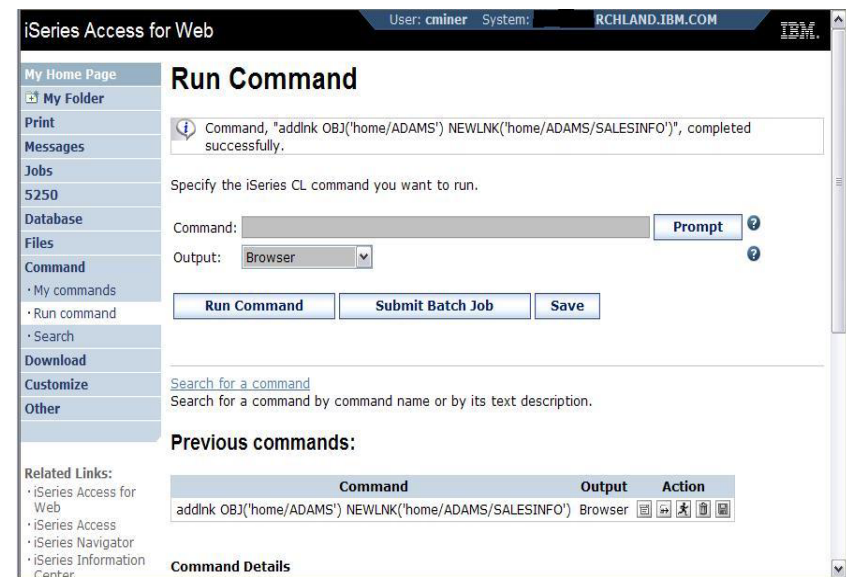 iSeries Access for Web
User: cminer System: RCHLAND.IBM.COM
IBM.
My Home Page
My Folder
Print
Messages
Jobs
5250
Database
Files
Command
· My commands
· Run command
· Search
Download
Customize
Other
Related Links:
· iSeries Access for
Web
· iSeries Access
· iSeries Navigator
· iSeries Information
Center
Run Command
Command, "addlnk OBJ('home/ADAMS') NEWLNK('home/ADAMS/SALESINFO')", completed
successfully.
Specify the iSeries CL command you want to run.
Command:
Prompt
Output: Browser
Run Command Submit Batch Job Save
Search for a command
Search for a command by command name or by its text description.
Previous commands:
Command Output Action
addlnk OBJ('home/ADAMS') NEWLNK('home/ADAMS/SALESINFO') Browser
Command Details